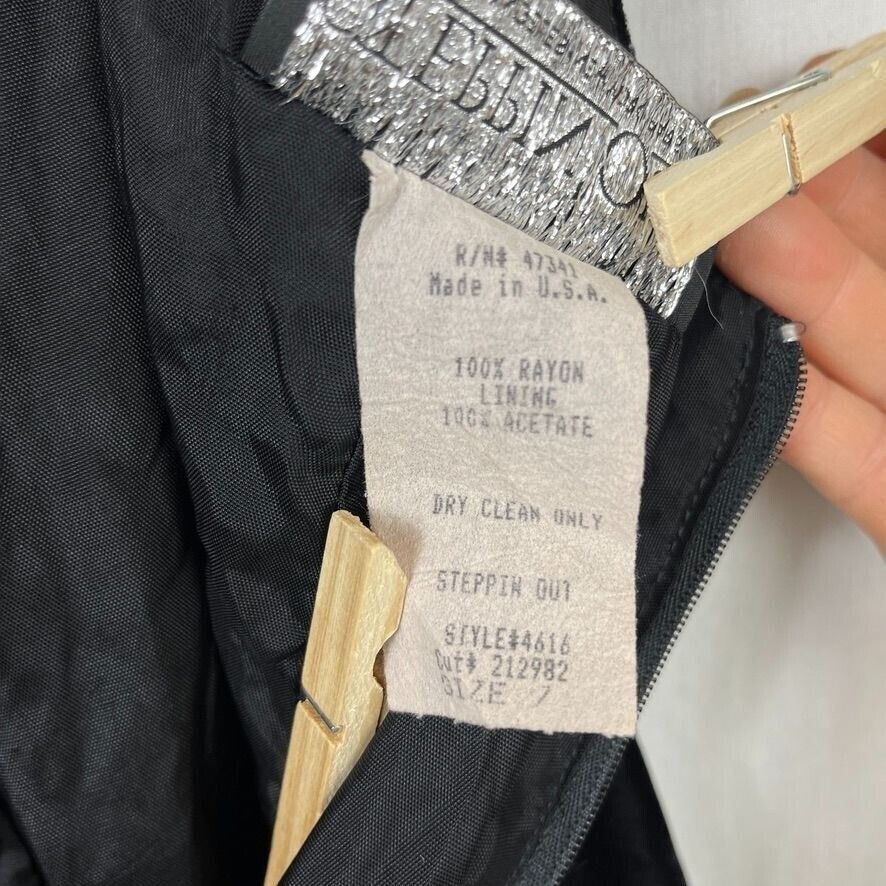 R/N# 47341
Made in U.S.A.
100% RAYON
LINING
100% ACETATE
DRY CLEAN ONLY
STEPPIN OUT
STYLE#4616
Cut# 212982
SIZE 7